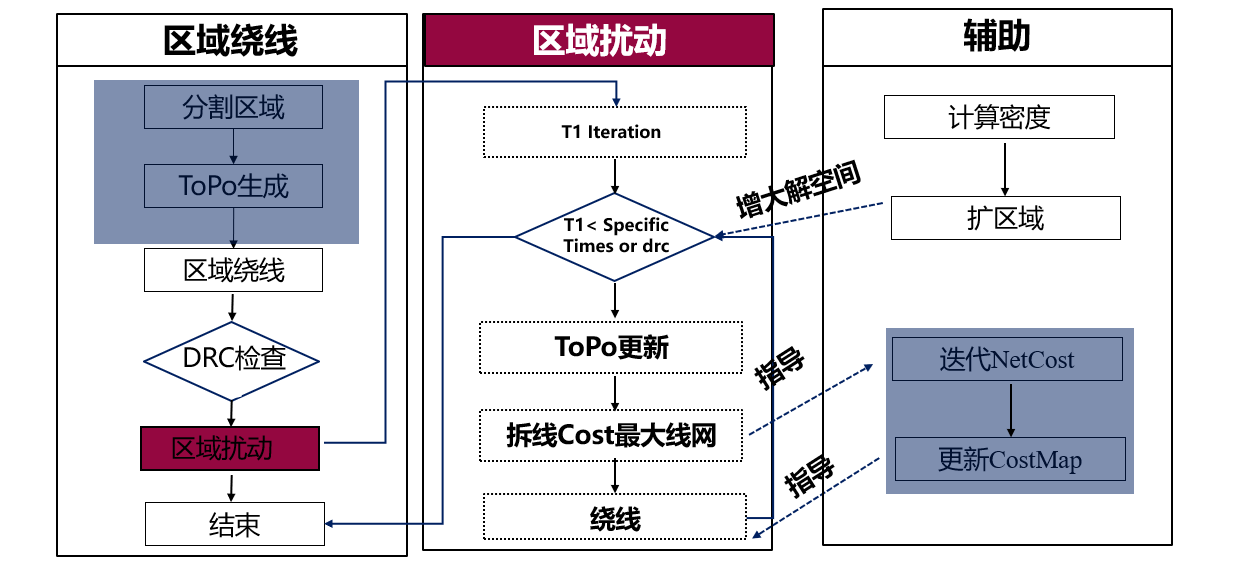 区域绕线
分割区域
ToPo生成
区域绕线
DRC检查
区域扰动
结束
区域扰动
T1 Iteration
T1< Specific
Times or drc
ToPo更新
拆线Cost最大线网
绕线
增大解空间
指导
指导
辅助
计算密度
扩区域
迭代NetCost
更新CostMap